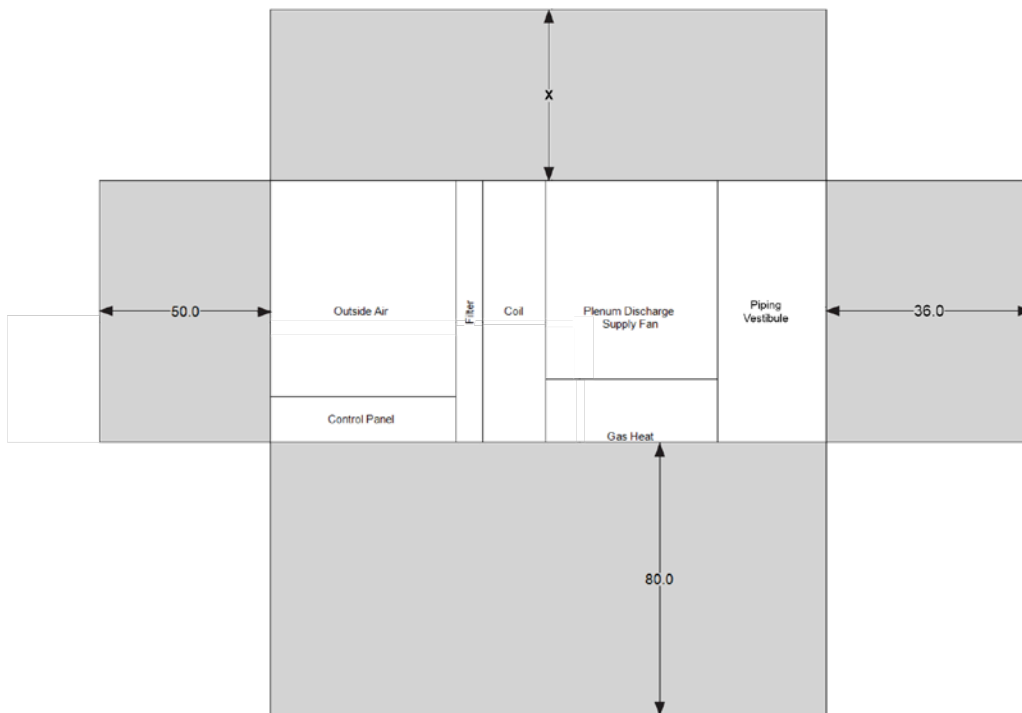 x
50.0
Outside Air
Filter
Coil
Plenum Discharge
Supply Fan
Piping
Vestibule
36.0
Control Panel
Gas Heat
80.0